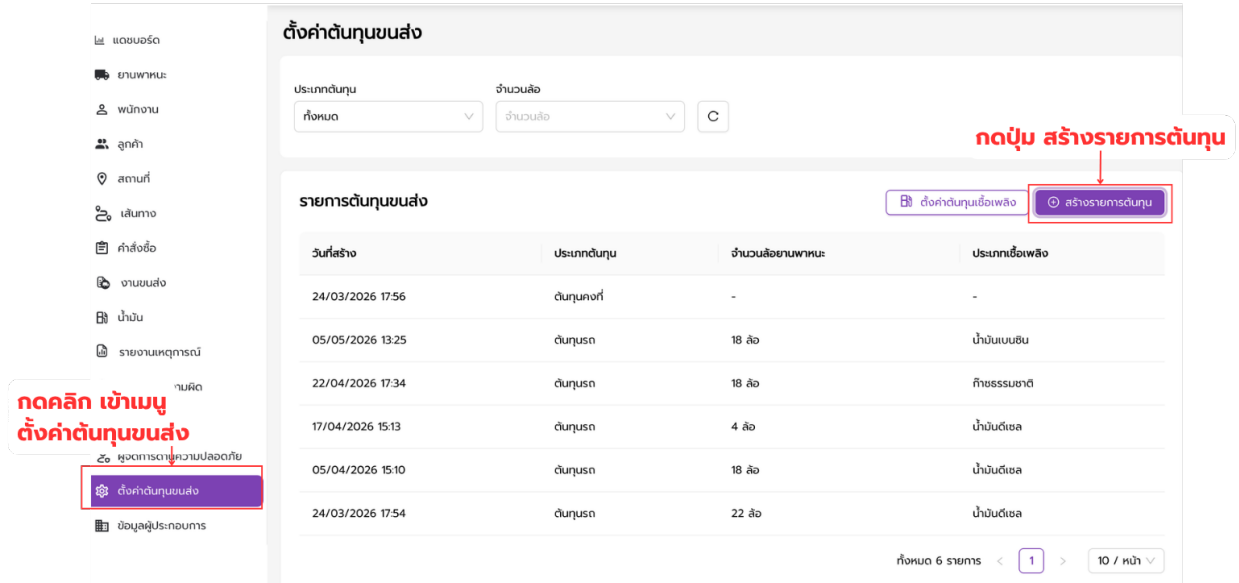 แดชบอร์ด
ยานพาหนะ
พนักงาน
ลูกค้า
สถานที่
เส้นทาง
คำสั่งซื้อ
งานขนส่ง
น้ำมัน
รายงานเหตุการณ์
กดคลิก เข้าเมนู
ตั้งค่าต้นทุนขนส่ง
ผู้จัดการด้านความปลอดภัย
ตั้งค่าต้นทุนขนส่ง
ข้อมูลผู้ประกอบการ
ตั้งค่าต้นทุนขนส่ง
ประเภทต้นทุน จำนวนล้อ
ทั้งหมด จำนวนล้อ
กดปุ่ม สร้างรายการต้นทุน
รายการต้นทุนขนส่ง ตั้งค่าต้นทุนเชื้อเพลิง สร้างรายการต้นทุน
วันที่สร้าง ประเภทต้นทุน จำนวนล้อยานพาหนะ ประเภทเชื้อเพลิง
24/03/2026 17:56 ต้นทุนคงที่ - -
05/05/2026 13:25 ต้นทุนรถ 18 ล้อ น้ำมันเบนซิน
22/04/2026 17:34 ต้นทุนรถ 18 ล้อ ก๊าซธรรมชาติ
17/04/2026 15:13 ต้นทุนรถ 4 ล้อ น้ำมันดีเซล
05/04/2026 15:10 ต้นทุนรถ 18 ล้อ น้ำมันดีเซล
24/03/2026 17:54 ต้นทุนรถ 22 ล้อ น้ำมันดีเซล
ทั้งหมด 6 รายการ < 1 > 10 / หน้า